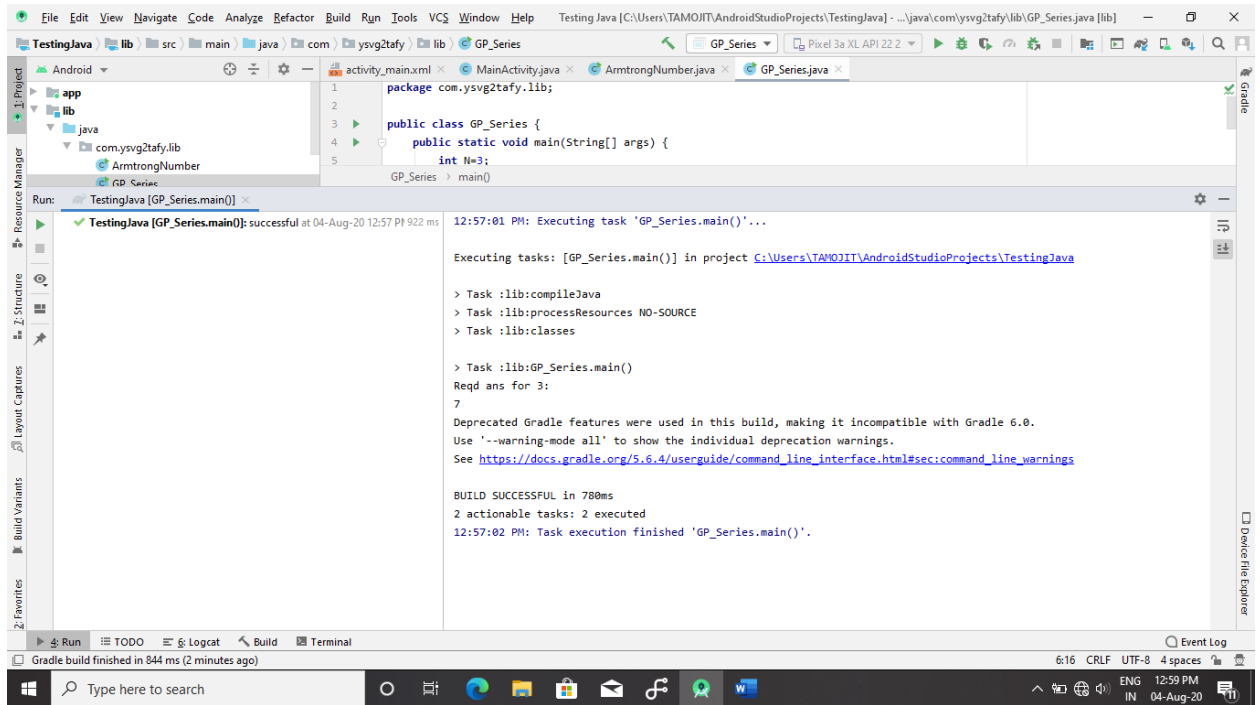 File Edit View Navigate Code Analyze Refactor Build Run Tools VCS Window Help Testing Java [C:\Users\TAMOJIT\AndroidStudioProjects\TestingJava] - ...\java\com\ysvg2tafy\lib\GP_Series.java [lib]
TestingJava lib src main java com ysvg2tafy lib GP_Series GP_Series Pixel 3a XL API 22 2
Android activity_main.xml MainActivity.java ArmtrongNumber.java GP_Series.java
1: Project
Resource Manager
Z: Structure
Layout Captures
Build Variants
2: Favorites
app
lib
java
com.ysvg2tafy.lib
ArmtrongNumber
GP_Series
1 package com.ysvg2tafy.lib;
2
3 public class GP_Series {
4 public static void main(String[] args) {
5 int N=3;
GP_Series > main()
Gradle
Device File Explorer
Run: TestingJava [GP_Series.main()]
TestingJava [GP_Series.main()]: successful at 04-Aug-20 12:57 PM 922 ms
12:57:01 PM: Executing task 'GP_Series.main()'...
Executing tasks: [GP_Series.main()] in project C:\Users\TAMOJIT\AndroidStudioProjects\TestingJava
> Task :lib:compileJava
> Task :lib:processResources NO-SOURCE
> Task :lib:classes
> Task :lib:GP_Series.main()
Reqd ans for 3:
7
Deprecated Gradle features were used in this build, making it incompatible with Gradle 6.0.
Use '--warning-mode all' to show the individual deprecation warnings.
See https://docs.gradle.org/5.6.4/userguide/command_line_interface.html#sec:command_line_warnings
BUILD SUCCESSFUL in 780ms
2 actionable tasks: 2 executed
12:57:02 PM: Task execution finished 'GP_Series.main()'.
4: Run TODO 6: Logcat Build Terminal Event Log
Gradle build finished in 844 ms (2 minutes ago) 6:16 CRLF UTF-8 4 spaces
Type here to search ENG 12:59 PM
IN 04-Aug-20 11